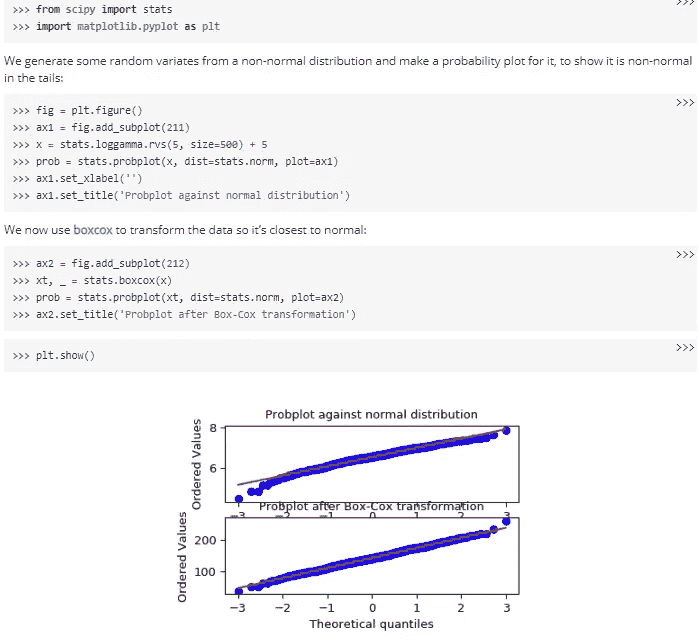 >>> from scipy import stats
>>> import matplotlib.pyplot as plt
>>>
We generate some random variates from a non-normal distribution and make a probability plot for it, to show it is non-normal
in the tails:
>>>
>>> fig = plt.figure()
>>> ax1 = fig.add_subplot(211)
>>> x = stats.loggamma.rvs(5, size=500) + 5
>>> prob = stats.probplot(x, dist=stats.norm, plot=ax1)
>>> ax1.set_xlabel('')
>>> ax1.set_title('Probplot against normal distribution')
We now use boxcox to transform the data so it's closest to normal:
>>>
>>> ax2 = fig.add_subplot(212)
>>> xt, _ = stats.boxcox(x)
>>> prob = stats.probplot(xt, dist=stats.norm, plot=ax2)
>>> ax2.set_title('Probplot after Box-Cox transformation')
>>>
>>> plt.show()
Probplot against normal distribution
Ordered Values
8
6
−3 −2 −1 0 1 2 3
Probplot after Box-Cox transformation
Ordered Values
200
100
−3 −2 −1 0 1 2 3
Theoretical quantiles